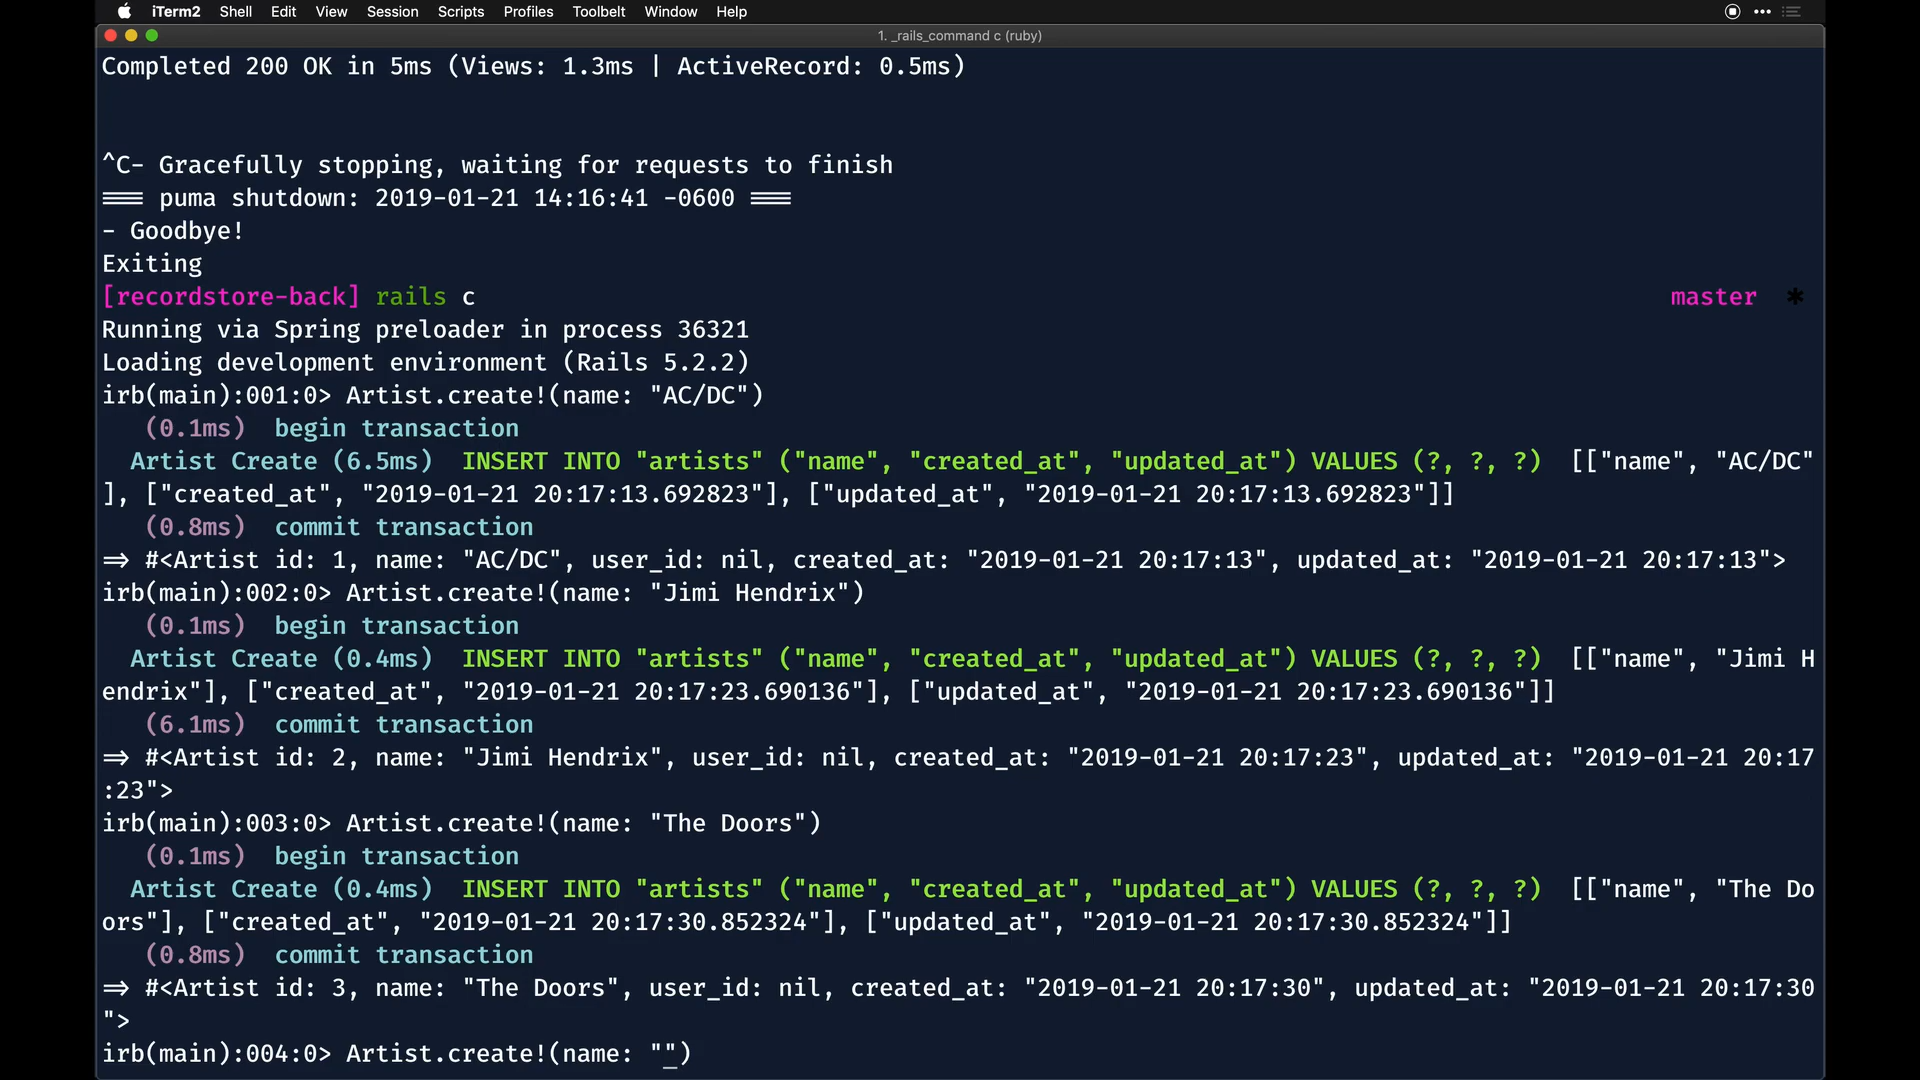 iTerm2 Shell Edit View Session Scripts Profiles Toolbelt Window Help
1. _rails_command c (ruby)
Completed 200 OK in 5ms (Views: 1.3ms | ActiveRecord: 0.5ms)
^C- Gracefully stopping, waiting for requests to finish
=== puma shutdown: 2019-01-21 14:16:41 -0600 ===
- Goodbye!
Exiting
[recordstore-back] rails c master *
Running via Spring preloader in process 36321
Loading development environment (Rails 5.2.2)
irb(main):001:0> Artist.create!(name: "AC/DC")
(0.1ms) begin transaction
Artist Create (6.5ms) INSERT INTO "artists" ("name", "created_at", "updated_at") VALUES (?, ?, ?) [["name", "AC/DC"
], ["created_at", "2019-01-21 20:17:13.692823"], ["updated_at", "2019-01-21 20:17:13.692823"]]
(0.8ms) commit transaction
=> #<Artist id: 1, name: "AC/DC", user_id: nil, created_at: "2019-01-21 20:17:13", updated_at: "2019-01-21 20:17:13">
irb(main):002:0> Artist.create!(name: "Jimi Hendrix")
(0.1ms) begin transaction
Artist Create (0.4ms) INSERT INTO "artists" ("name", "created_at", "updated_at") VALUES (?, ?, ?) [["name", "Jimi H
endrix"], ["created_at", "2019-01-21 20:17:23.690136"], ["updated_at", "2019-01-21 20:17:23.690136"]]
(6.1ms) commit transaction
=> #<Artist id: 2, name: "Jimi Hendrix", user_id: nil, created_at: "2019-01-21 20:17:23", updated_at: "2019-01-21 20:17
:23">
irb(main):003:0> Artist.create!(name: "The Doors")
(0.1ms) begin transaction
Artist Create (0.4ms) INSERT INTO "artists" ("name", "created_at", "updated_at") VALUES (?, ?, ?) [["name", "The Do
ors"], ["created_at", "2019-01-21 20:17:30.852324"], ["updated_at", "2019-01-21 20:17:30.852324"]]
(0.8ms) commit transaction
=> #<Artist id: 3, name: "The Doors", user_id: nil, created_at: "2019-01-21 20:17:30", updated_at: "2019-01-21 20:17:30
">
irb(main):004:0> Artist.create!(name: "")